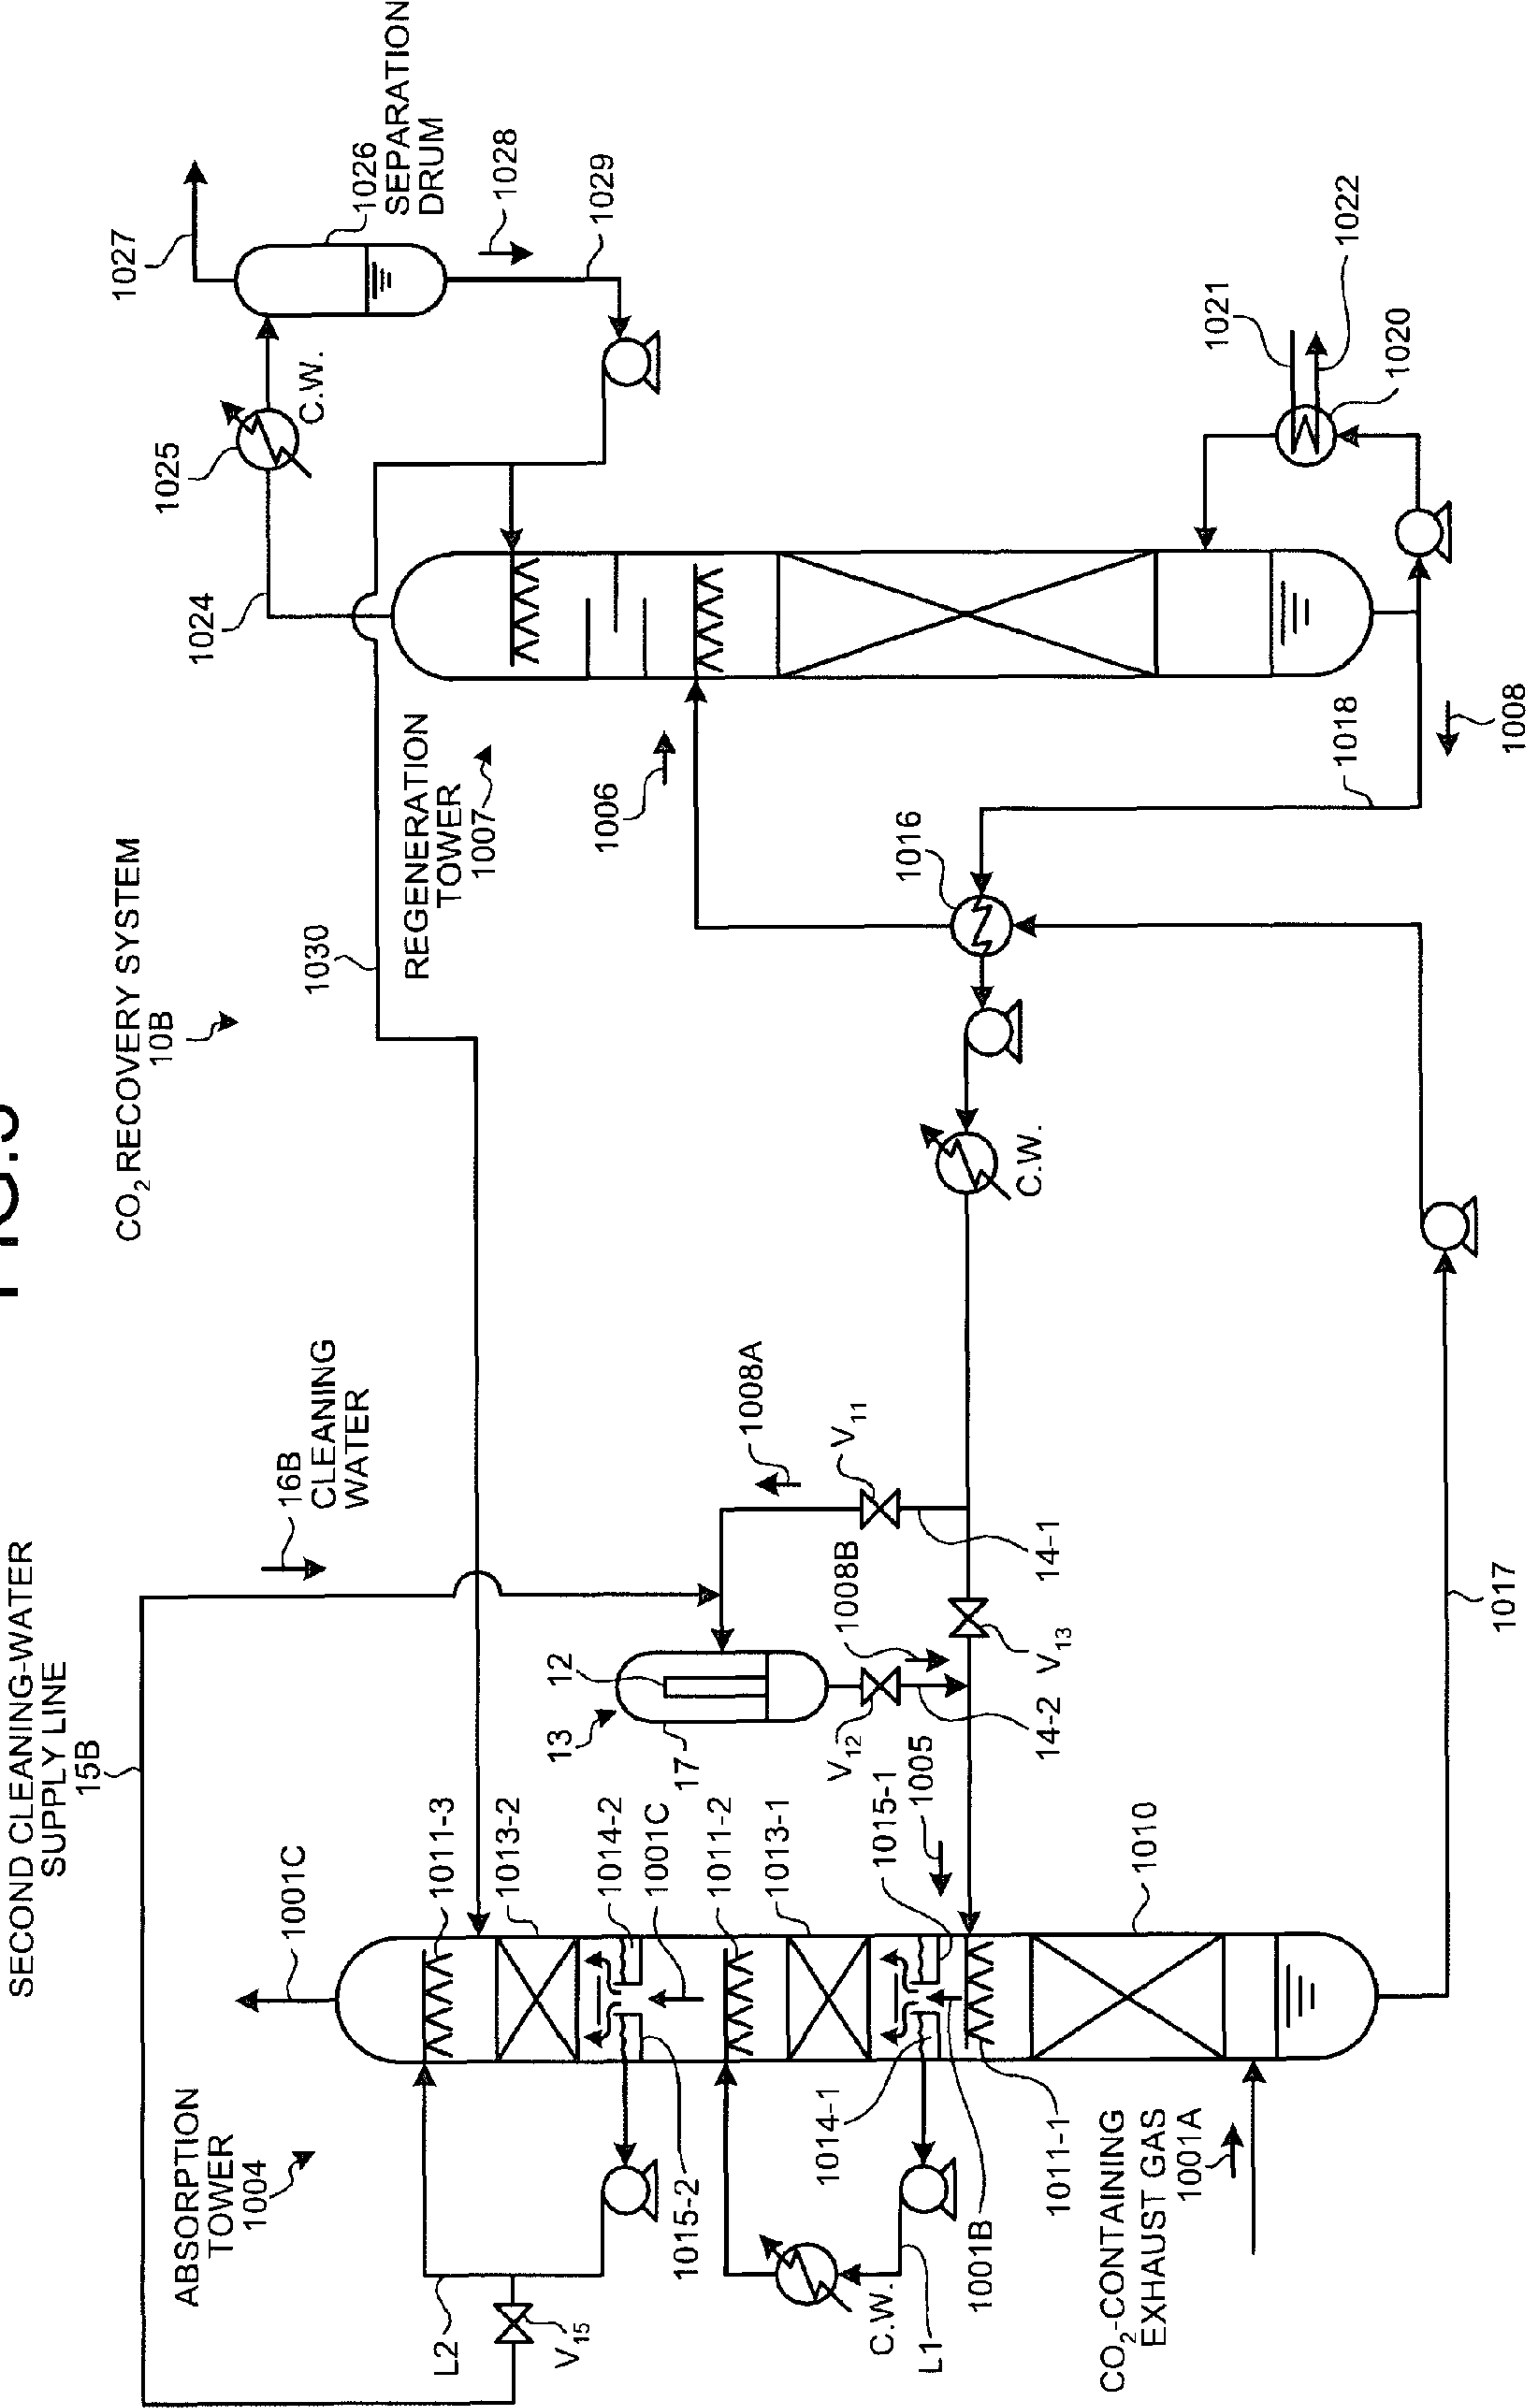 SECOND CLEANING-WATER
SUPPLY LINE
15B
CO2 RECOVERY SYSTEM
10B
16B
CLEANING
WATER
ABSORPTION
TOWER
1004
1001C
1011-3
1013-2
1014-2
1001C
1011-2
1013-1
1015-1
1005
1010
L2
V15
1015-2
1014-1
C.W.
L1
1001B
1011-1
CO2-CONTAINING
EXHAUST GAS
1001A
13
12
17
V12
14-2
1008B
V13
14-1
V11
1008A
C.W.
1017
1030
REGENERATION
TOWER
1007
1006
1016
1018
1008
1024
1025
C.W.
1027
1026
SEPARATION
DRUM
1028
1029
1021
1022
1020